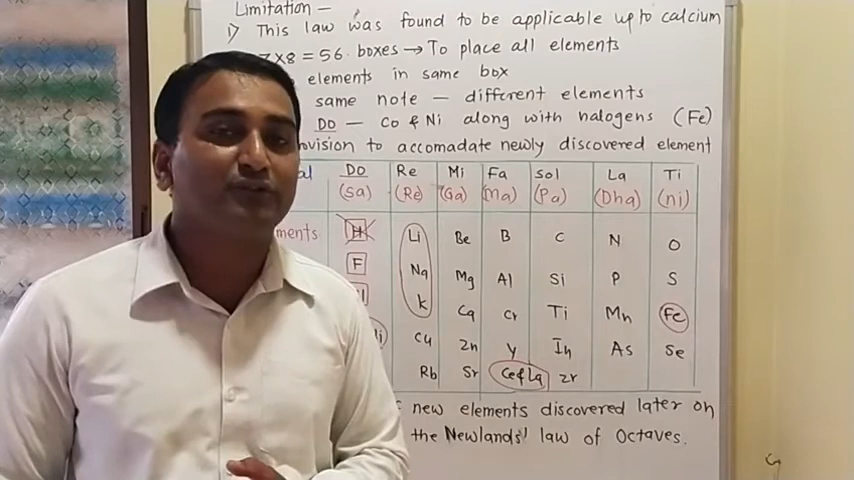 Limitation —
1) This law was found to be applicable up to calcium
7x8 = 56 boxes → To place all elements
elements in same box
same note — different elements
Do — Co & Ni along with halogens (Fe)
to accomadate newly discovered element
Do Re Mi Fa Sol La Ti
(Sa) (Re) (Ga) (Ma) (Pa) (Dha) (ni)
H Li Be B C N O
F Na Mg Al Si P S
K Ca Cr Ti Mn Fe
Cu Zn Y In As Se
Rb Sr Ce & La Zr
new elements discovered later on
the Newlands' law of Octaves.